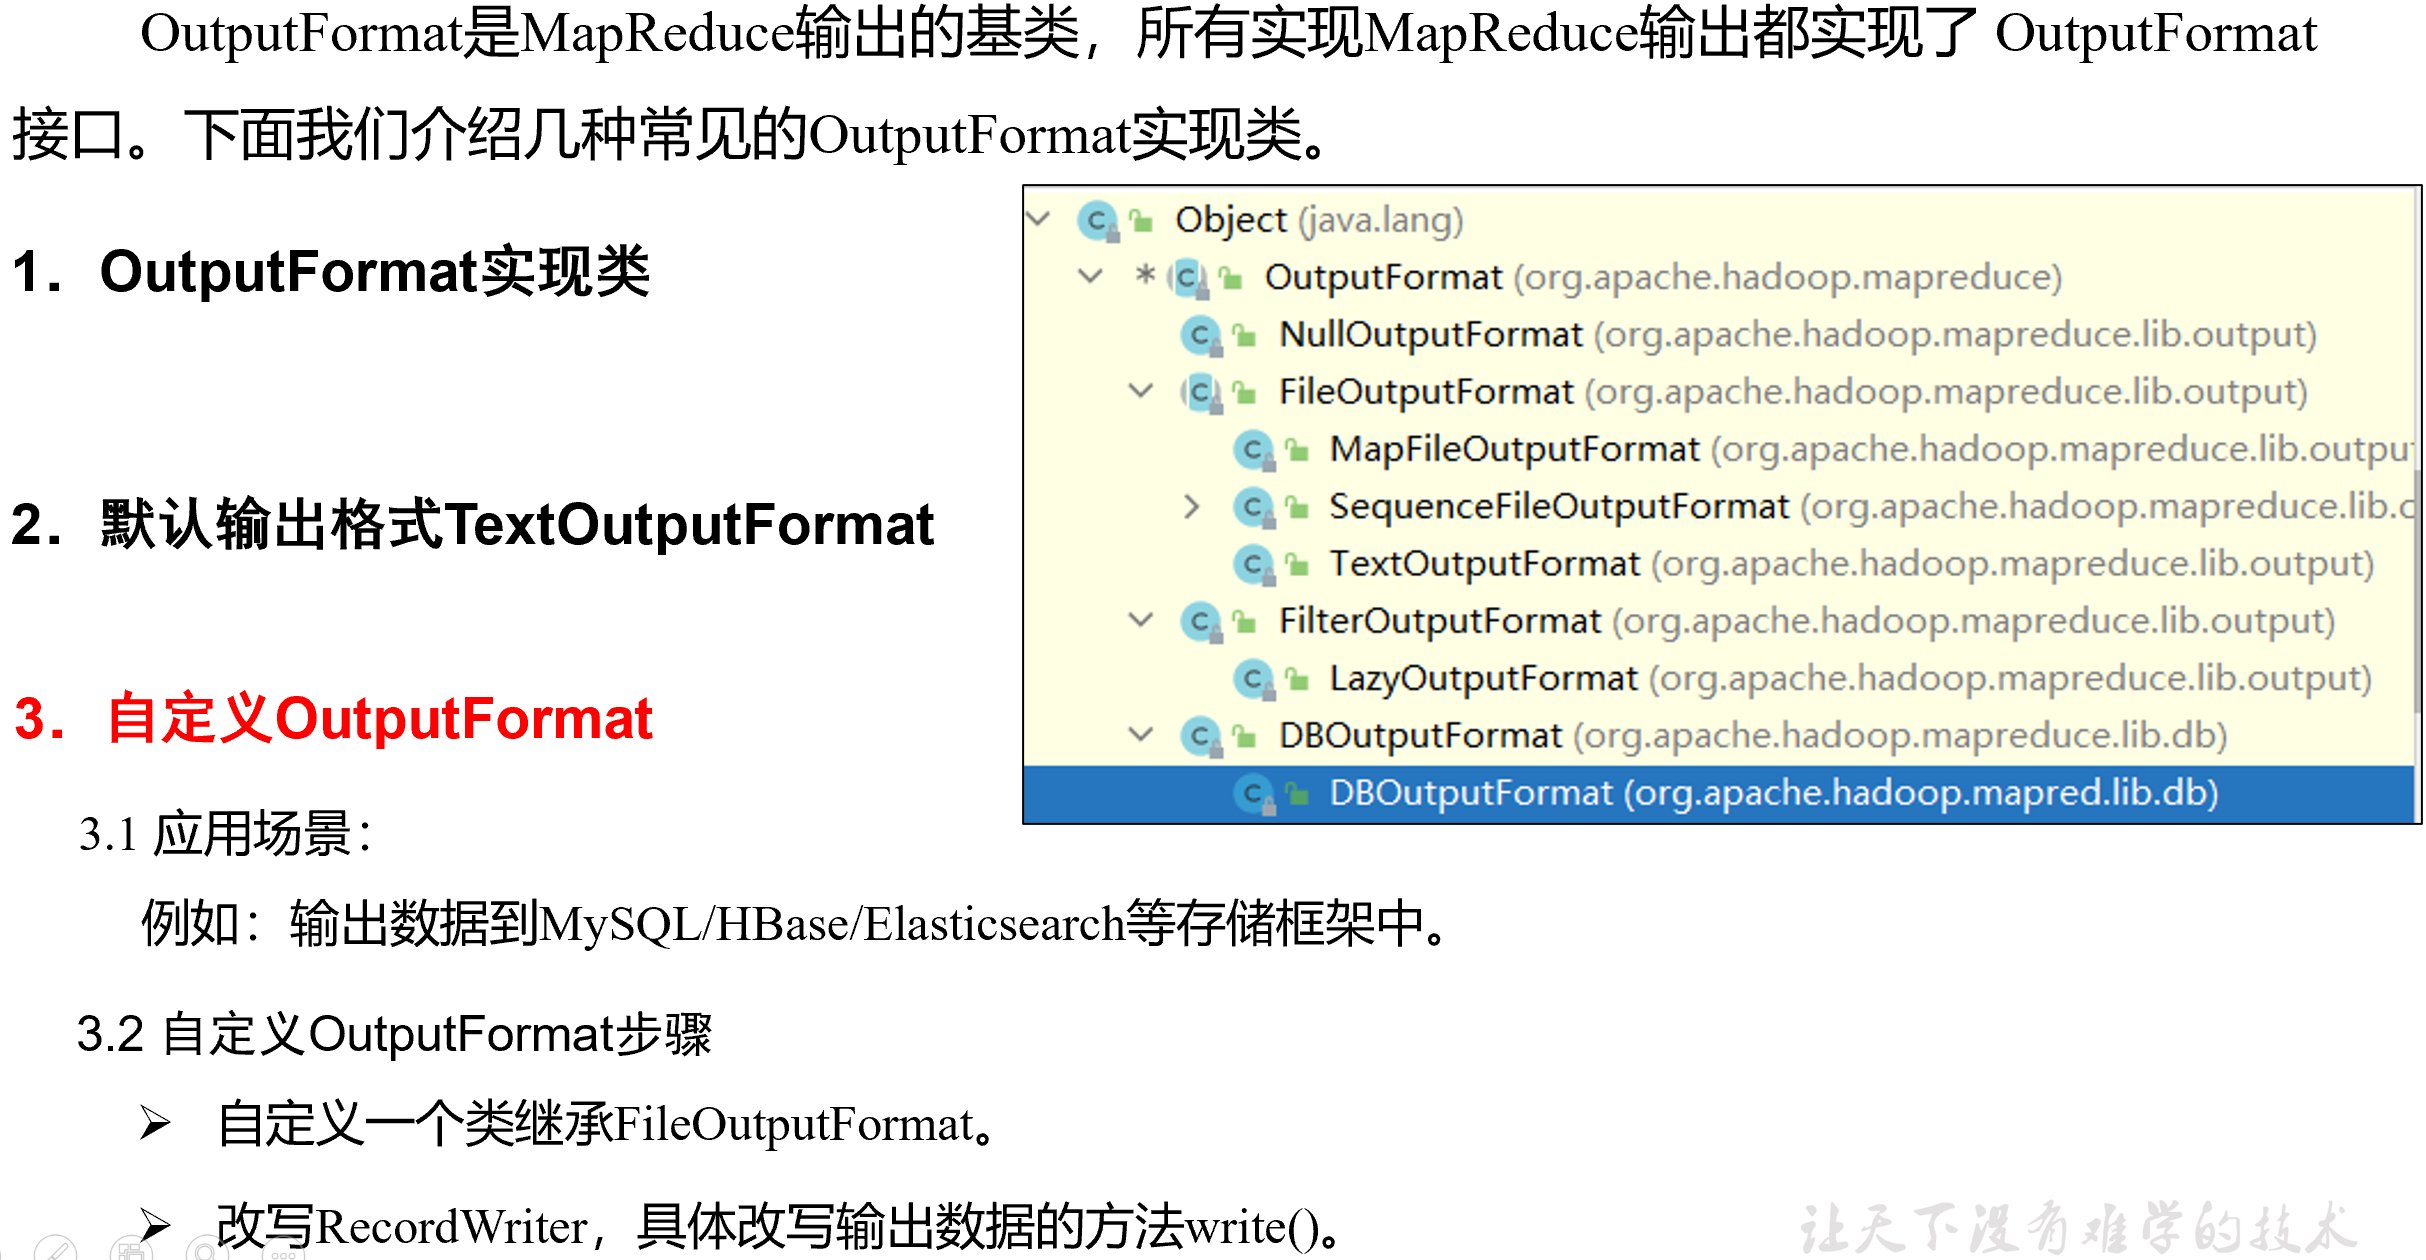 OutputFormat是MapReduce输出的基类，所有实现MapReduce输出都实现了 OutputFormat
接口。下面我们介绍几种常见的OutputFormat实现类。
1．OutputFormat实现类
2．默认输出格式TextOutputFormat
3．自定义OutputFormat
3.1 应用场景：
例如：输出数据到MySQL/HBase/Elasticsearch等存储框架中。
3.2 自定义OutputFormat步骤
➢ 自定义一个类继承FileOutputFormat。
➢ 改写RecordWriter，具体改写输出数据的方法write()。
Object (java.lang)
* OutputFormat (org.apache.hadoop.mapreduce)
NullOutputFormat (org.apache.hadoop.mapreduce.lib.output)
FileOutputFormat (org.apache.hadoop.mapreduce.lib.output)
MapFileOutputFormat (org.apache.hadoop.mapreduce.lib.outpu
SequenceFileOutputFormat (org.apache.hadoop.mapreduce.lib.
TextOutputFormat (org.apache.hadoop.mapreduce.lib.output)
FilterOutputFormat (org.apache.hadoop.mapreduce.lib.output)
LazyOutputFormat (org.apache.hadoop.mapreduce.lib.output)
DBOutputFormat (org.apache.hadoop.mapreduce.lib.db)
DBOutputFormat (org.apache.hadoop.mapred.lib.db)
让天下没有难学的技术